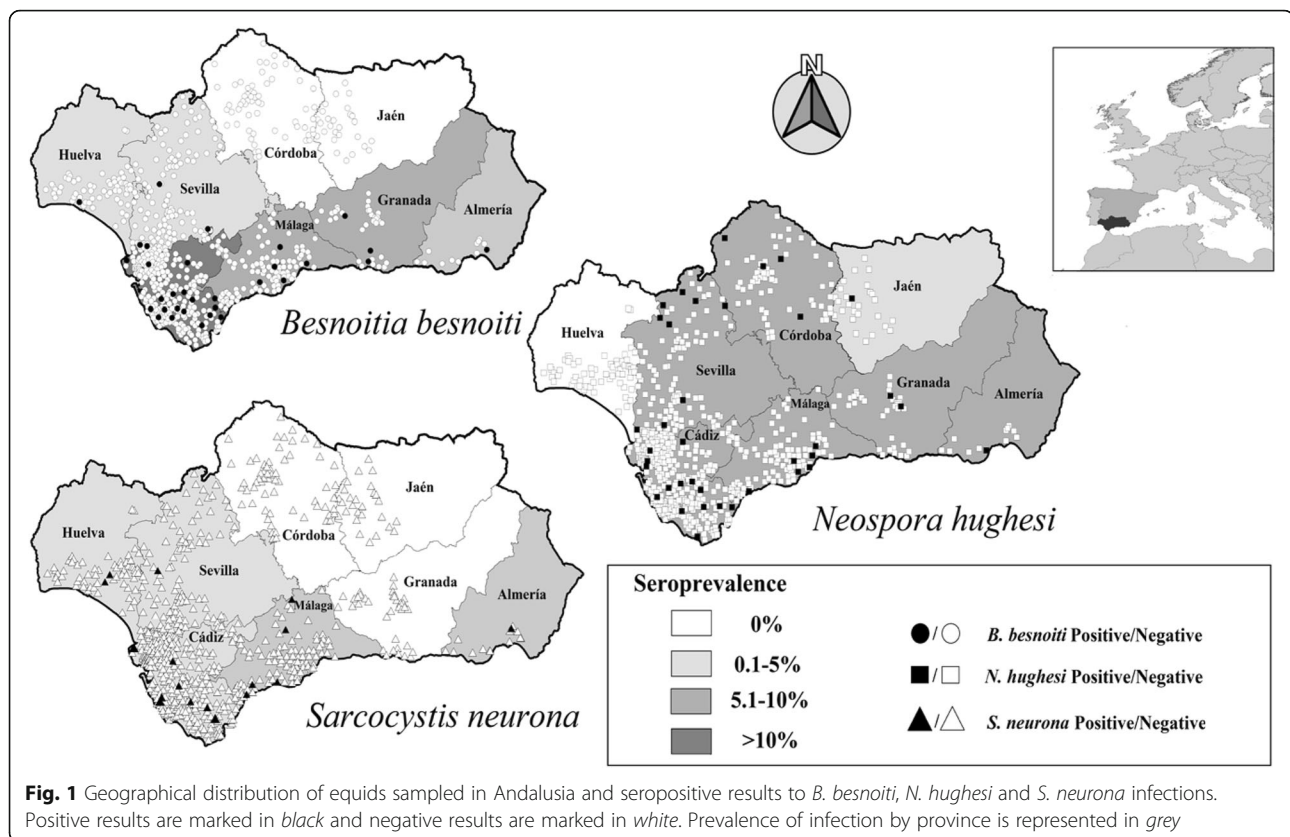 N
Huelva
Sevilla
Córdoba
Jaén
Málaga
Granada
Almería
Besnoitia besnoiti
Huelva
Sevilla
Córdoba
Jaén
Cádiz
Málaga
Granada
Almería
Neospora hughesi
Huelva
Sevilla
Córdoba
Jaén
Cádiz
Málaga
Granada
Almería
Sarcocystis neurona
Seroprevalence
0%
0.1-5%
5.1-10%
>10%
/ B. besnoiti Positive/Negative
/ N. hughesi Positive/Negative
/ S. neurona Positive/Negative
Fig. 1 Geographical distribution of equids sampled in Andalusia and seropositive results to B. besnoiti, N. hughesi and S. neurona infections.
Positive results are marked in black and negative results are marked in white. Prevalence of infection by province is represented in grey